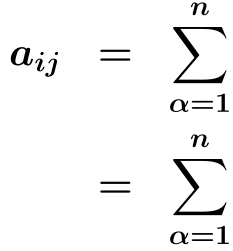 a_{ij} = \sum_{\alpha=1}^{n}
= \sum_{\alpha=1}^{n}